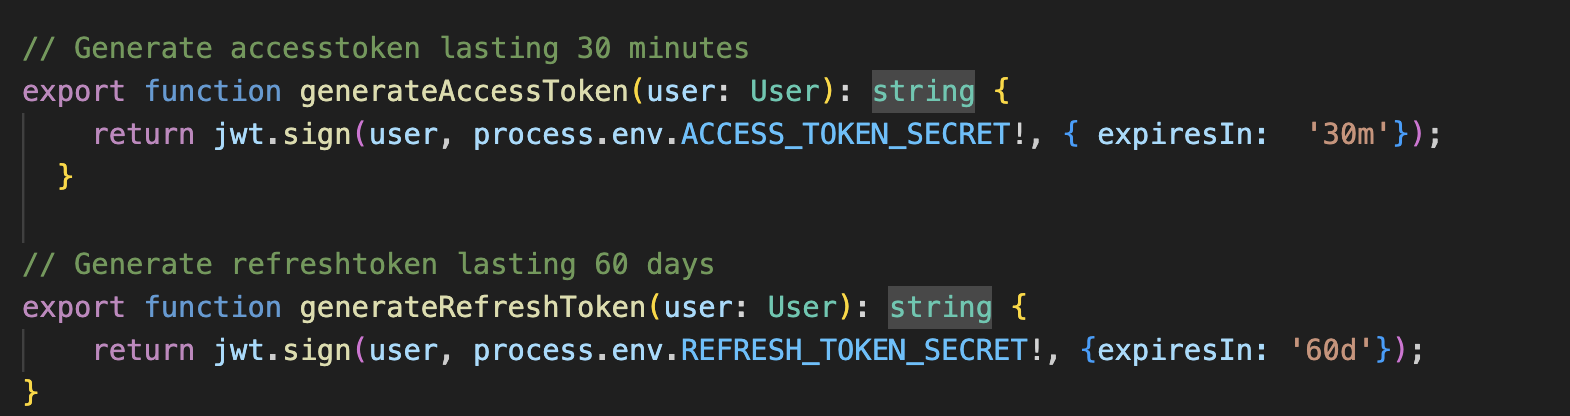 // Generate accesstoken lasting 30 minutes
export function generateAccessToken(user: User): string {
    return jwt.sign(user, process.env.ACCESS_TOKEN_SECRET!, { expiresIn:  '30m'});
  }

// Generate refreshtoken lasting 60 days
export function generateRefreshToken(user: User): string {
    return jwt.sign(user, process.env.REFRESH_TOKEN_SECRET!, {expiresIn: '60d'});
}